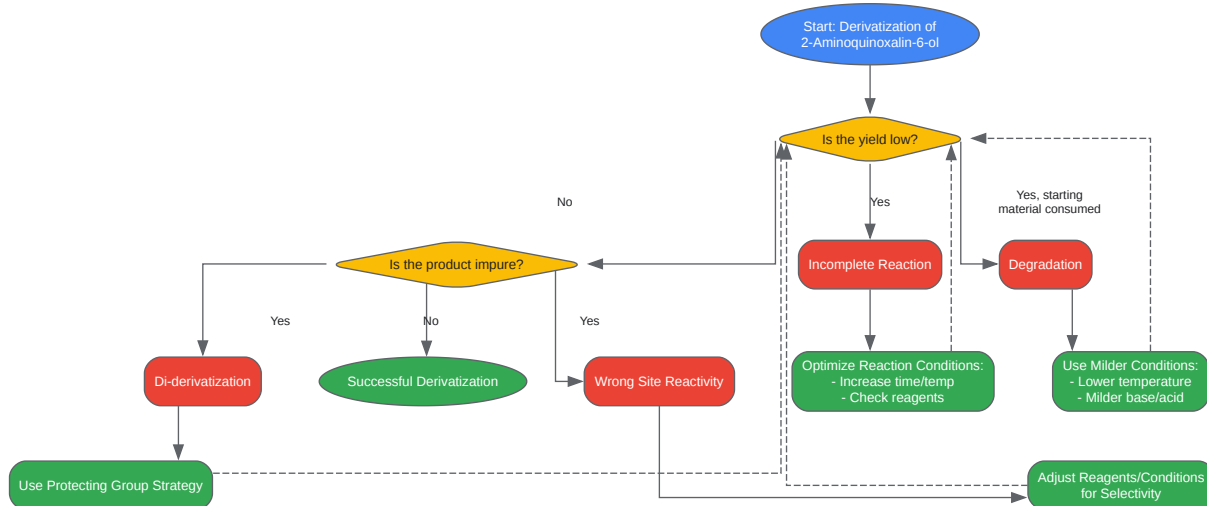 Start: Derivatization of
2-Aminoquinoxalin-6-ol
Is the yield low?
Yes, starting
material consumed
No
Yes
Is the product impure?
Incomplete Reaction
Degradation
Yes
No
Yes
Di-derivatization
Successful Derivatization
Wrong Site Reactivity
Optimize Reaction Conditions:
- Increase time/temp
- Check reagents
Use Milder Conditions:
- Lower temperature
- Milder base/acid
Use Protecting Group Strategy
Adjust Reagents/Conditions
for Selectivity